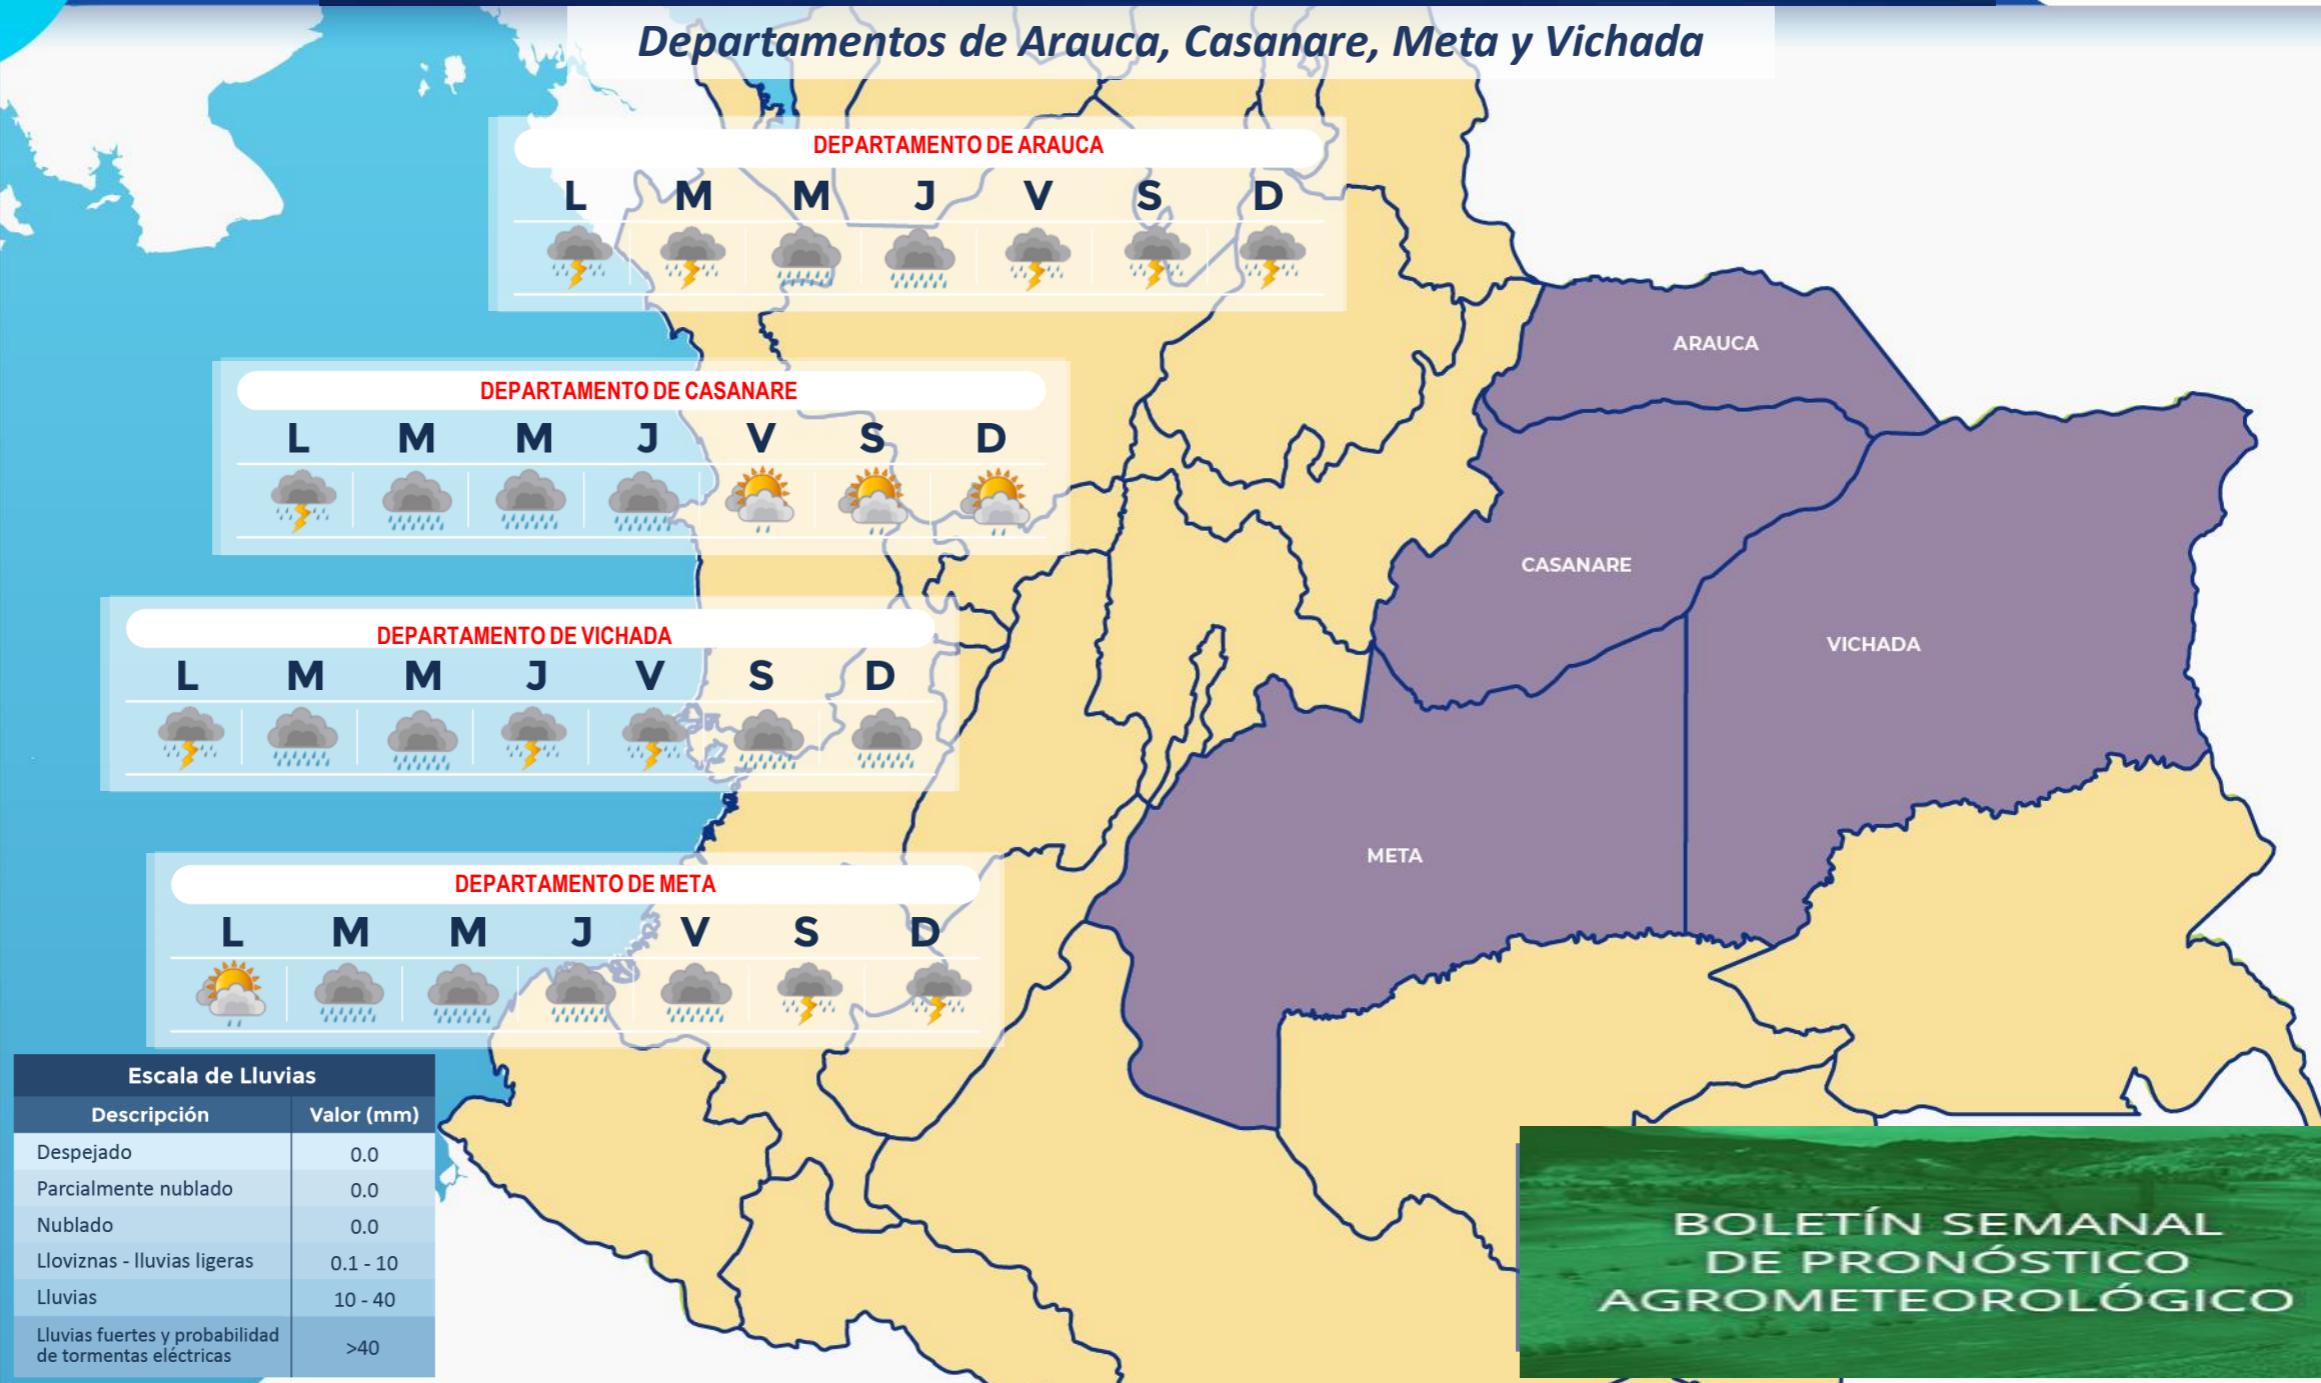 Departamentos de Arauca, Casanare, Meta y Vichada
DEPARTAMENTO DE ARAUCA
L M M J V S D
DEPARTAMENTO DE CASANARE
L M M J V S D
DEPARTAMENTO DE VICHADA
L M M J V S D
DEPARTAMENTO DE META
L M M J V S D
ARAUCA
CASANARE
VICHADA
META
Escala de Lluvias
Descripción Valor (mm)
Despejado 0.0
Parcialmente nublado 0.0
Nublado 0.0
Lloviznas - lluvias ligeras 0.1 - 10
Lluvias 10 - 40
Lluvias fuertes y probabilidad
de tormentas eléctricas >40
BOLETÍN SEMANAL
DE PRONÓSTICO
AGROMETEOROLÓGICO